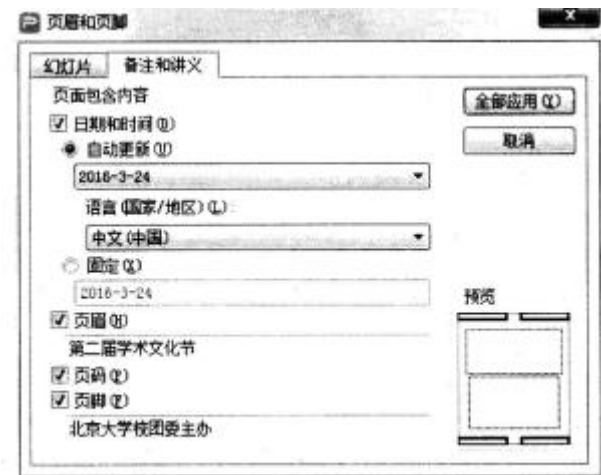 页眉和页脚
幻灯片 备注和讲义
页面包含内容
全部应用(Y)
日期和时间(D)
取消
自动更新(U)
2016-3-24
语言(国家/地区)(L):
中文(中国)
固定(X)
2016-3-24
预览
页眉(H)
第二届学术文化节
页码(P)
页脚(F)
北京大学校团委主办